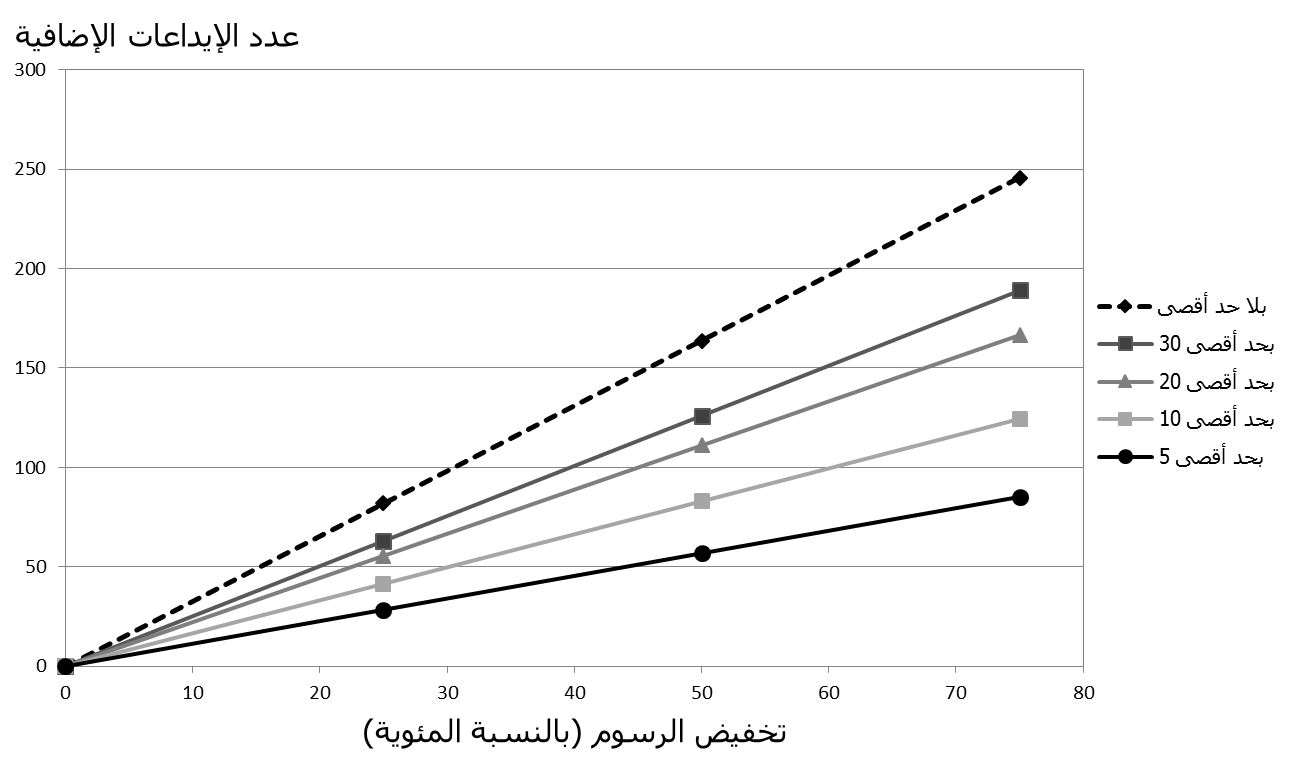 عدد الإيداعات الإضافية
300
250
200
150
100
50
0
0 10 20 30 40 50 60 70 80
تخفيض الرسوم (بالنسبة المئوية)
بلا حد أقصى
بحد أقصى 30
بحد أقصى 20
بحد أقصى 10
بحد أقصى 5